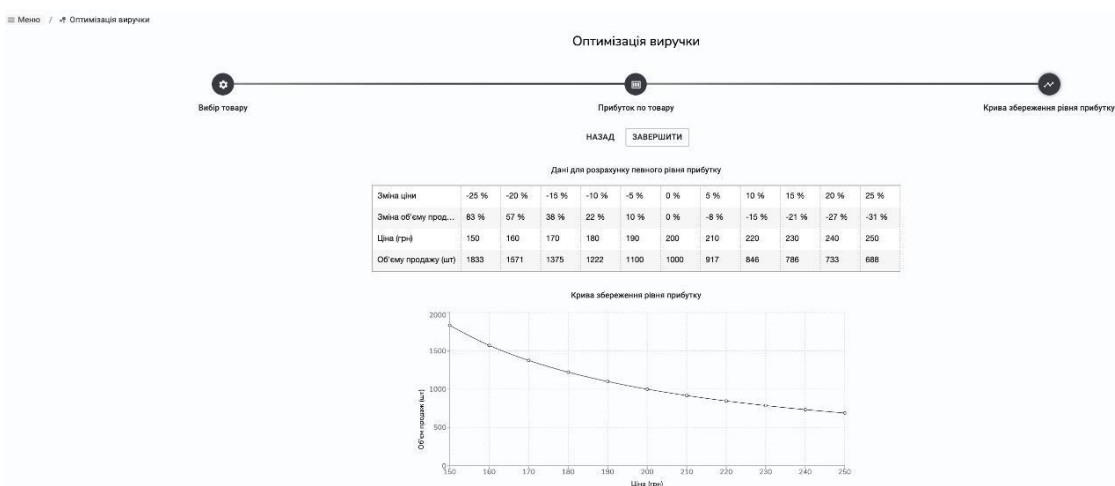 Меню / Оптимізація виручки
Оптимізація виручки
Вибір товару Прибуток по товару Крива збереження рівня прибутку
НАЗАД ЗАВЕРШИТИ
Дані для розрахунку певного рівня прибутку
Зміна ціни -25 % -20 % -15 % -10 % -5 % 0 % 5 % 10 % 15 % 20 % 25 %
Зміна об'єму прод... 83 % 57 % 38 % 22 % 10 % 0 % -8 % -15 % -21 % -27 % -31 %
Ціна (грн) 150 160 170 180 190 200 210 220 230 240 250
Об'єму продажу (шт) 1833 1571 1375 1222 1100 1000 917 846 786 733 688
Крива збереження рівня прибутку
Об'єм продаж (шт)
2000
1500
1000
500
0
150 160 170 180 190 200 210 220 230 240 250
Ціна (грн)